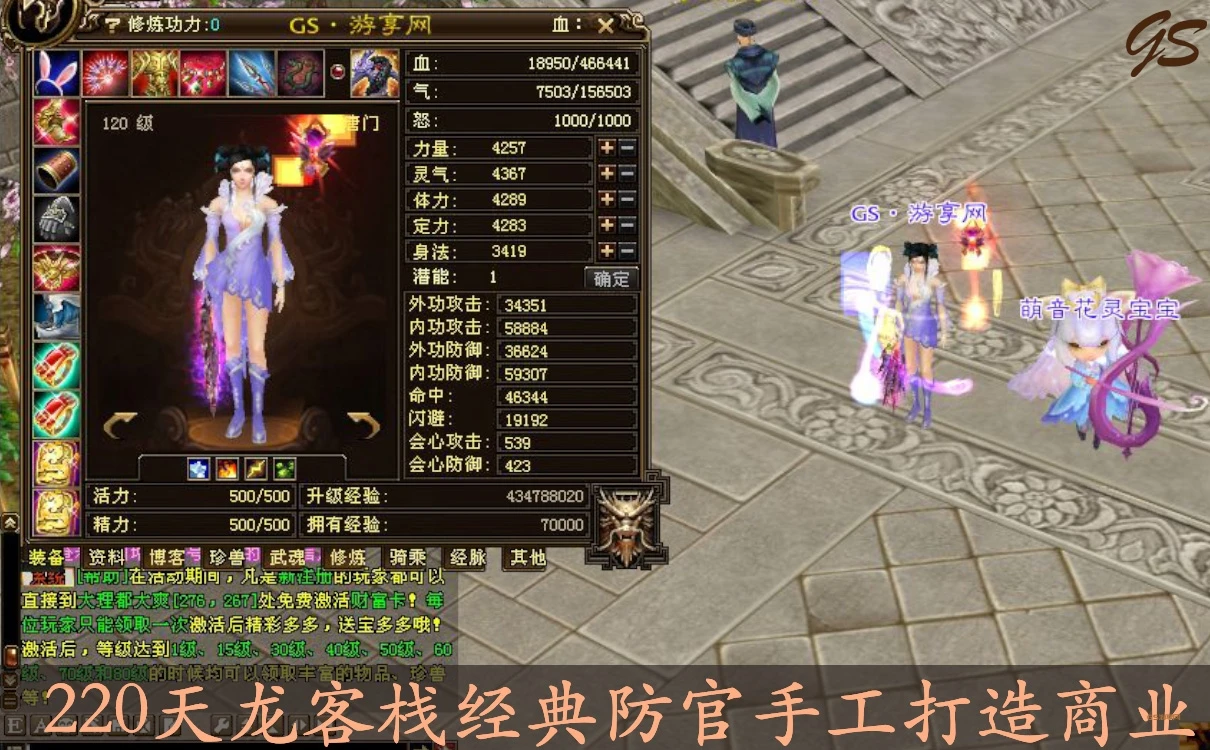 修炼功力:0
GS·游享网
血:
GS
血: 18950/466441
气: 7503/156503
怒: 1000/1000
120 级
唐门
力量: 4257
灵气: 4367
体力: 4289
定力: 4283
身法: 3419
潜能: 1
确定
外功攻击: 34351
内功攻击: 58884
外功防御: 36624
内功防御: 59307
命中: 46344
闪避: 19192
会心攻击: 539
会心防御: 423
GS·游享网
萌音花灵宝宝
活力: 500/500 升级经验: 434788020
精力: 500/500 拥有经验: 70000
装备 资料 博客 珍兽 武魂 修炼 骑乘 经脉 其他
[帮助]在活动期间，凡是新注册的玩家都可以
直接到大理都大爽[276，267]处免费激活财富卡！每
位玩家只能领取一次激活后精彩多多，送宝多多哦！
激活后，等级达到1级、15级、30级、40级、50级、60
级、70级和80级的时候均可以领取丰富的物品、珍兽
等！
220天龙客栈经典防官手工打造商业